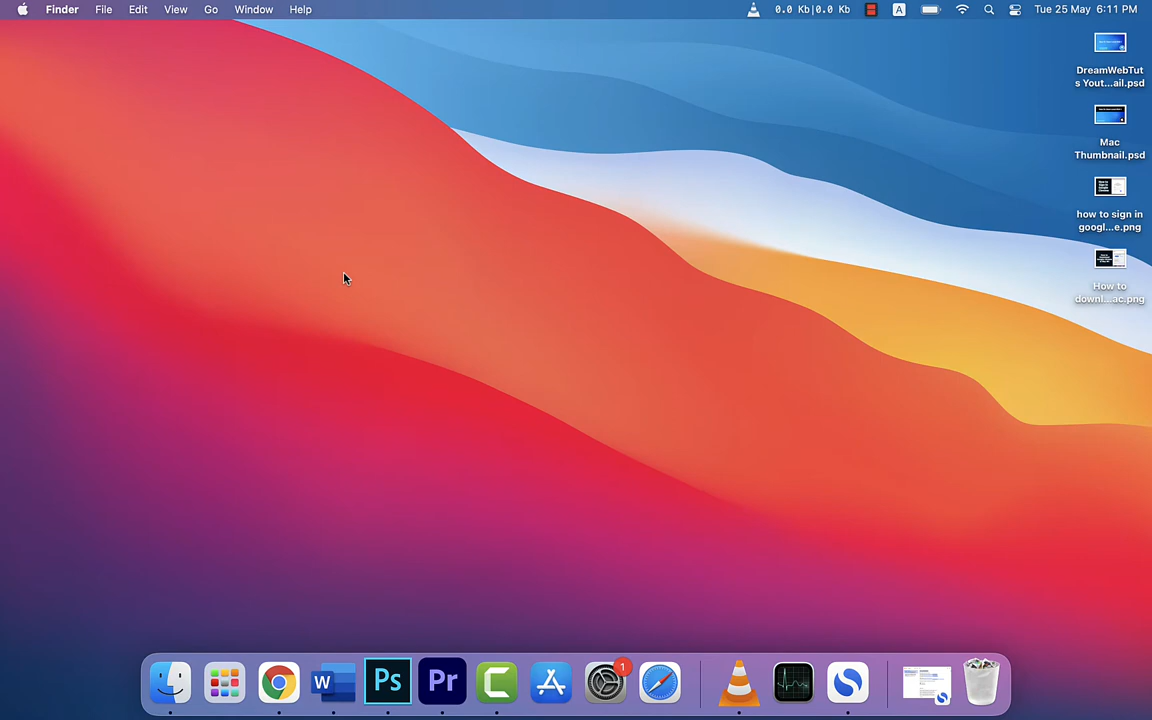 Finder File Edit View Go Window Help 0.0 Kb|0.0 Kb A Tue 25 May 6:11 PM
DreamWebTut
s Yout...ail.psd
Mac
Thumbnail.psd
how to sign in
googl...e.png
How to
downl...ac.png
W Ps Pr C 1